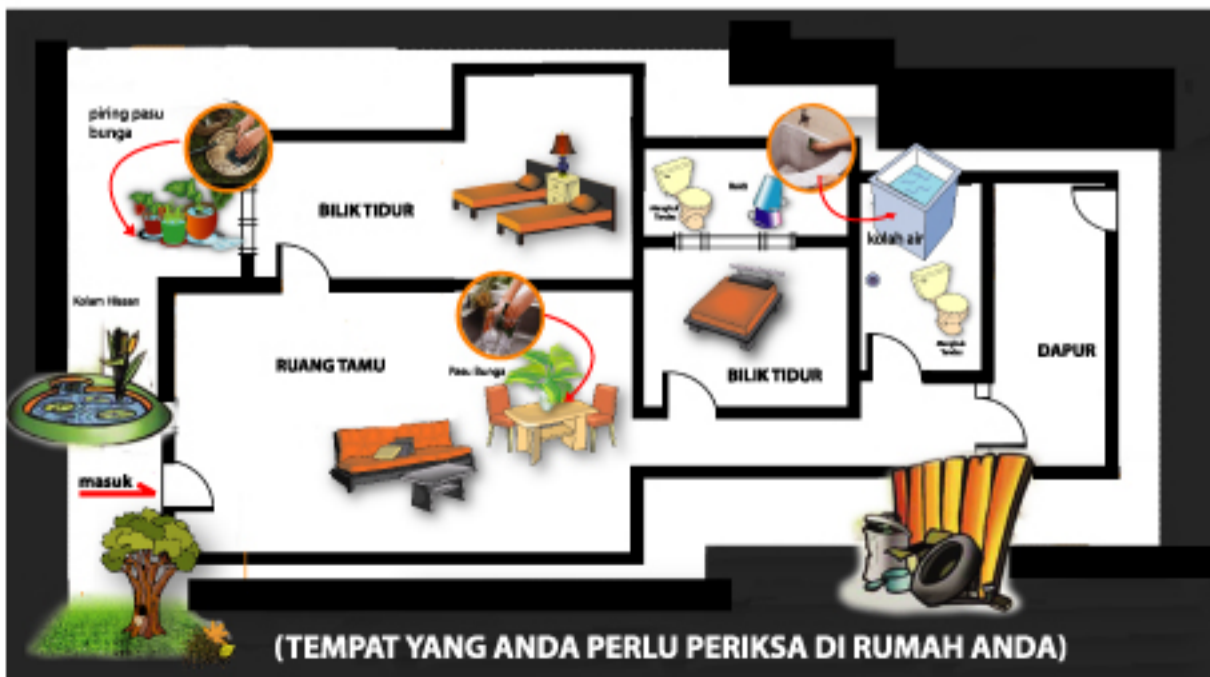 piring pasu
bunga
BILIK TIDUR
kolah air
Kolam Hiasan
RUANG TAMU
Pasu Bunga
BILIK TIDUR
DAPUR
masuk
(TEMPAT YANG ANDA PERLU PERIKSA DI RUMAH ANDA)